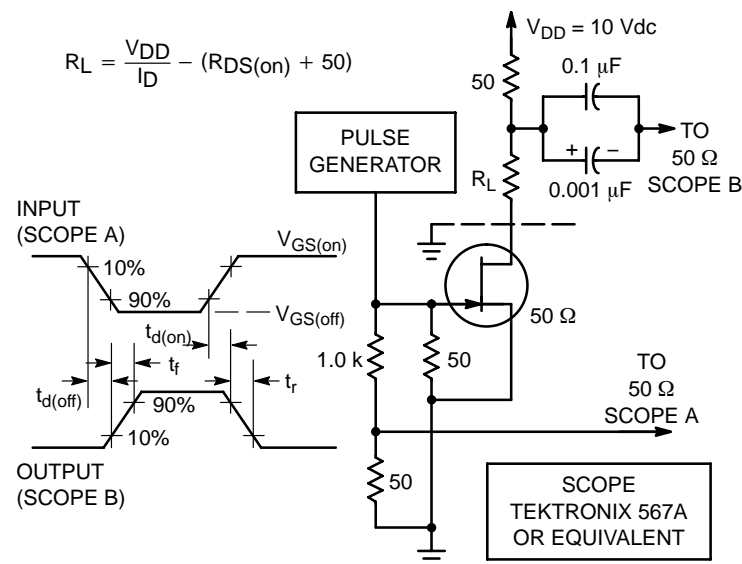 R_L = V_DD / I_D − (R_DS(on) + 50)
V_DD = 10 Vdc
50
0.1 μF
PULSE
GENERATOR
TO
50 Ω
SCOPE B
+ −
R_L
0.001 μF
INPUT
(SCOPE A)
V_GS(on)
10%
90%
V_GS(off)
50 Ω
t_d(on)
t_f
1.0 k
50
TO
50 Ω
SCOPE A
t_d(off)
90%
t_r
10%
OUTPUT
(SCOPE B)
50
SCOPE
TEKTRONIX 567A
OR EQUIVALENT